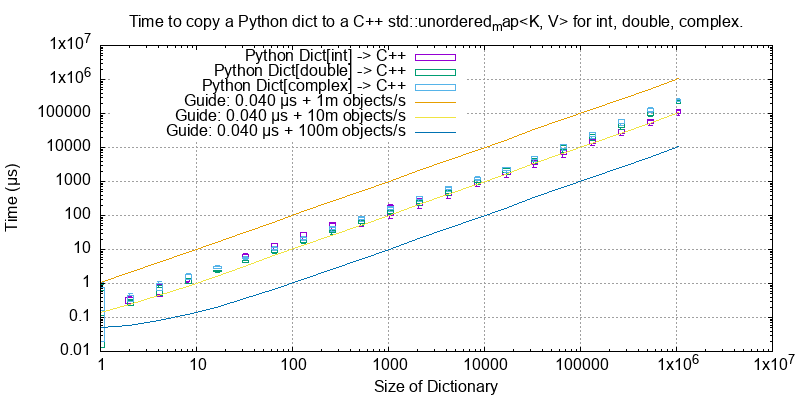 Time to copy a Python dict to a C++ std::unordered_map<K, V> for int, double, complex.
1x10^7
1x10^6
100000
10000
1000
100
10
1
0.1
0.01
Time (µs)
Python Dict[int] -> C++
Python Dict[double] -> C++
Python Dict[complex] -> C++
Guide: 0.040 µs + 1m objects/s
Guide: 0.040 µs + 10m objects/s
Guide: 0.040 µs + 100m objects/s
1 10 100 1000 10000 100000 1x10^6 1x10^7
Size of Dictionary